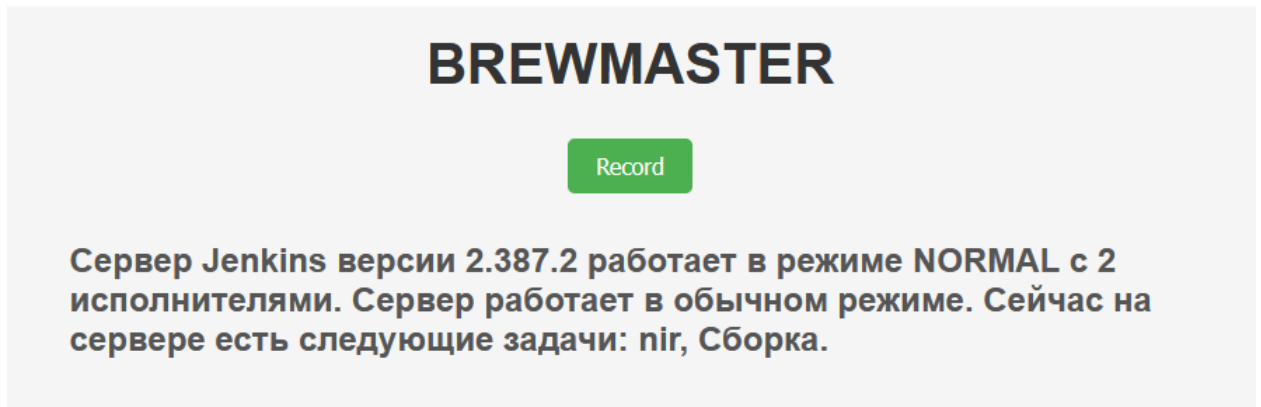 BREWMASTER
Record
Сервер Jenkins версии 2.387.2 работает в режиме NORMAL с 2
исполнителями. Сервер работает в обычном режиме. Сейчас на
сервере есть следующие задачи: nir, Сборка.